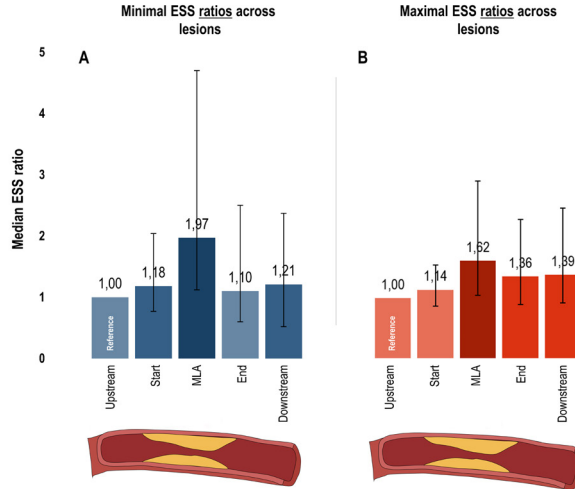 Minimal ESS ratios across
lesions
Maximal ESS ratios across
lesions
A
B
Median ESS ratio
5
4
3
2
1
0
1,00
1,18
1,97
1,10
1,21
Reference
Upstream
Start
MLA
End
Downstream
1,00
1,14
1,62
1,36
1,39
Reference
Upstream
Start
MLA
End
Downstream